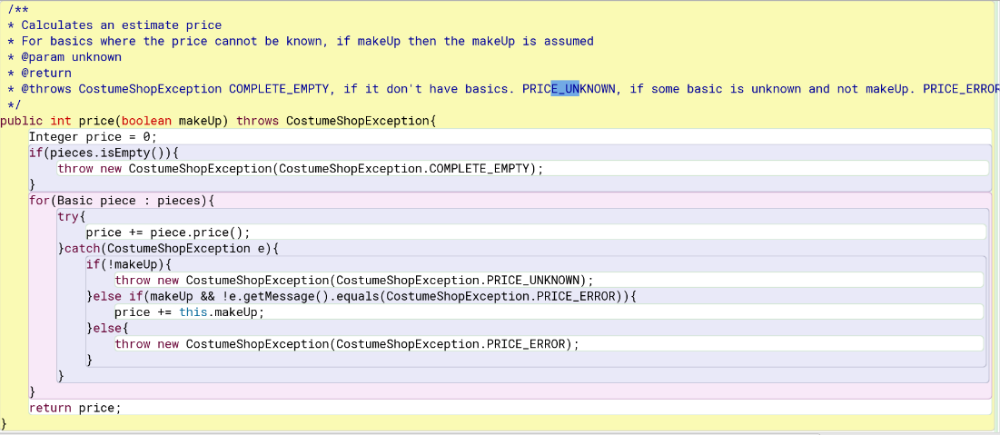 /**
* Calculates an estimate price
* For basics where the price cannot be known, if makeUp then the makeUp is assumed
* @param unknown
* @return
* @throws CostumeShopException COMPLETE_EMPTY, if it don't have basics. PRICE_UNKNOWN, if some basic is unknown and not makeUp. PRICE_ERROR
*/
public int price(boolean makeUp) throws CostumeShopException{
Integer price = 0;
if(pieces.isEmpty()){
throw new CostumeShopException(CostumeShopException.COMPLETE_EMPTY);
}
for(Basic piece : pieces){
try{
price += piece.price();
}catch(CostumeShopException e){
if(!makeUp){
throw new CostumeShopException(CostumeShopException.PRICE_UNKNOWN);
}else if(makeUp && !e.getMessage().equals(CostumeShopException.PRICE_ERROR)){
price += this.makeUp;
}else{
throw new CostumeShopException(CostumeShopException.PRICE_ERROR);
}
}
}
return price;
}